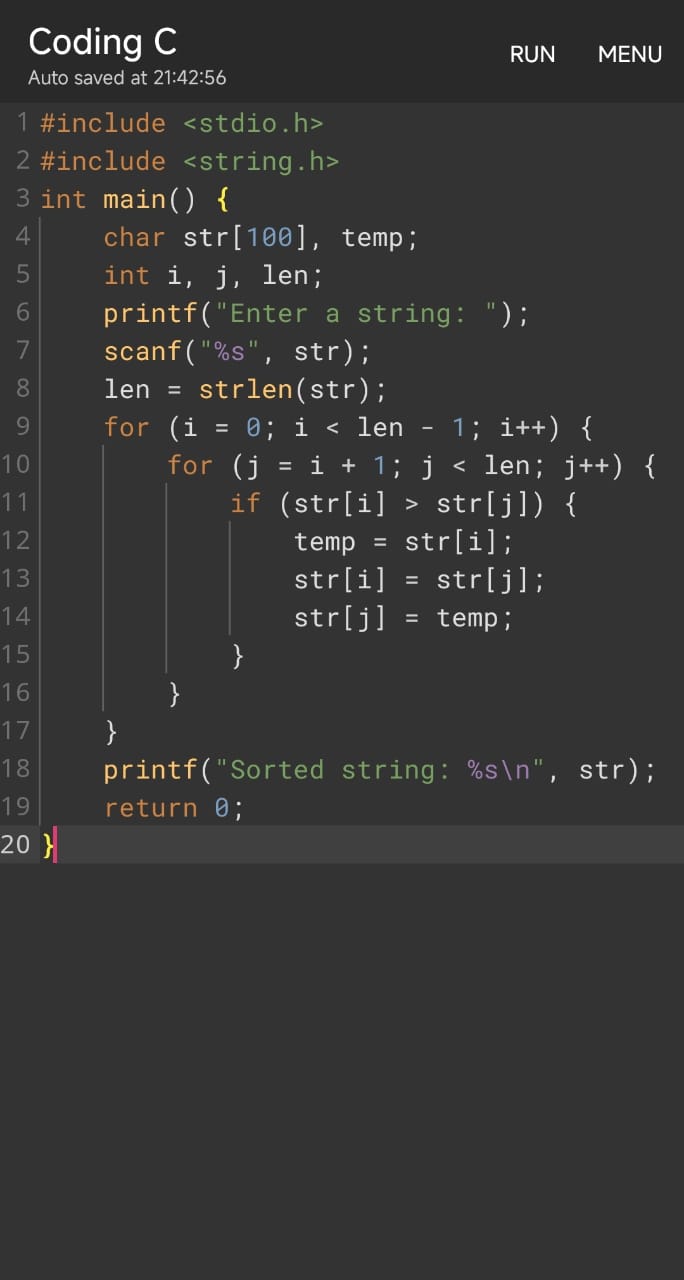 Coding C
Auto saved at 21:42:56
RUN
MENU
1 #include <stdio.h>
2 #include <string.h>
3 int main() {
4     char str[100], temp;
5     int i, j, len;
6     printf("Enter a string: ");
7     scanf("%s", str);
8     len = strlen(str);
9     for (i = 0; i < len - 1; i++) {
10         for (j = i + 1; j < len; j++) {
11             if (str[i] > str[j]) {
12                 temp = str[i];
13                 str[i] = str[j];
14                 str[j] = temp;
15             }
16         }
17     }
18     printf("Sorted string: %s\n", str);
19     return 0;
20 }